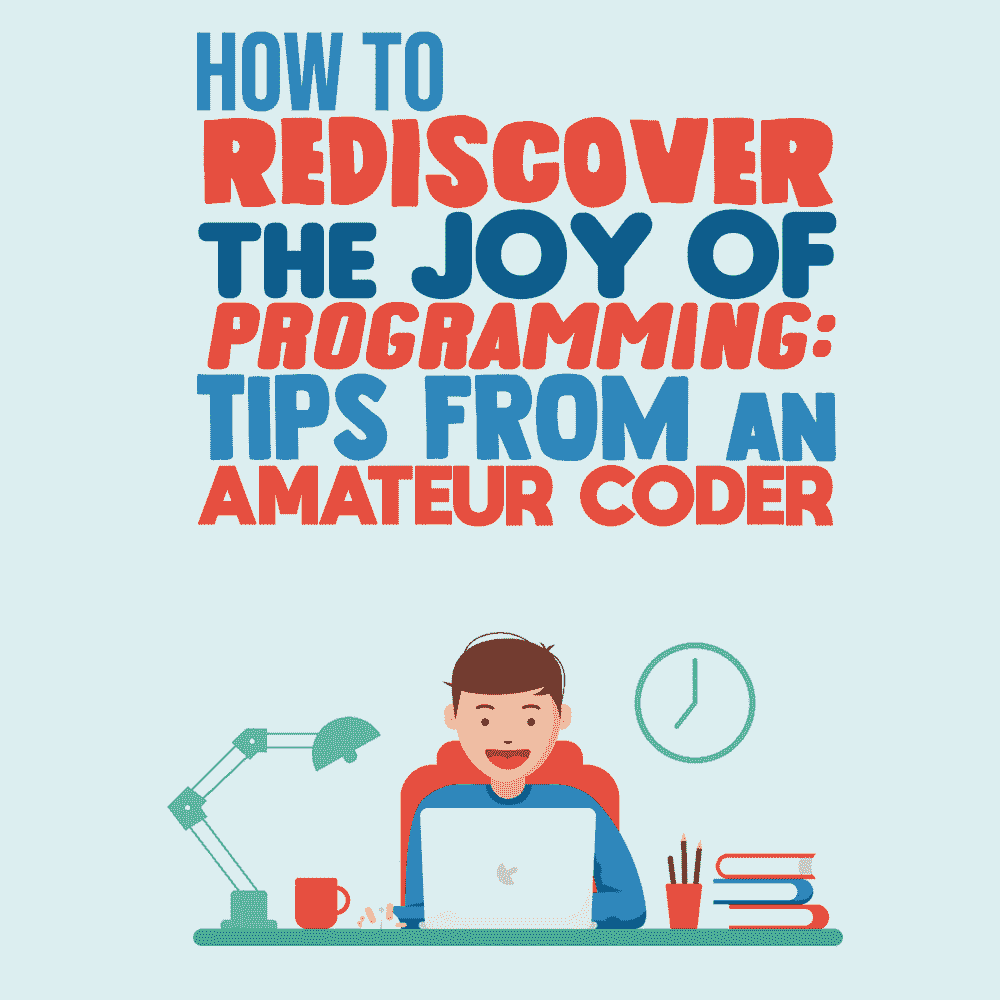 HOW TO
REDISCOVER
THE JOY OF
PROGRAMMING:
TIPS FROM AN
AMATEUR CODER